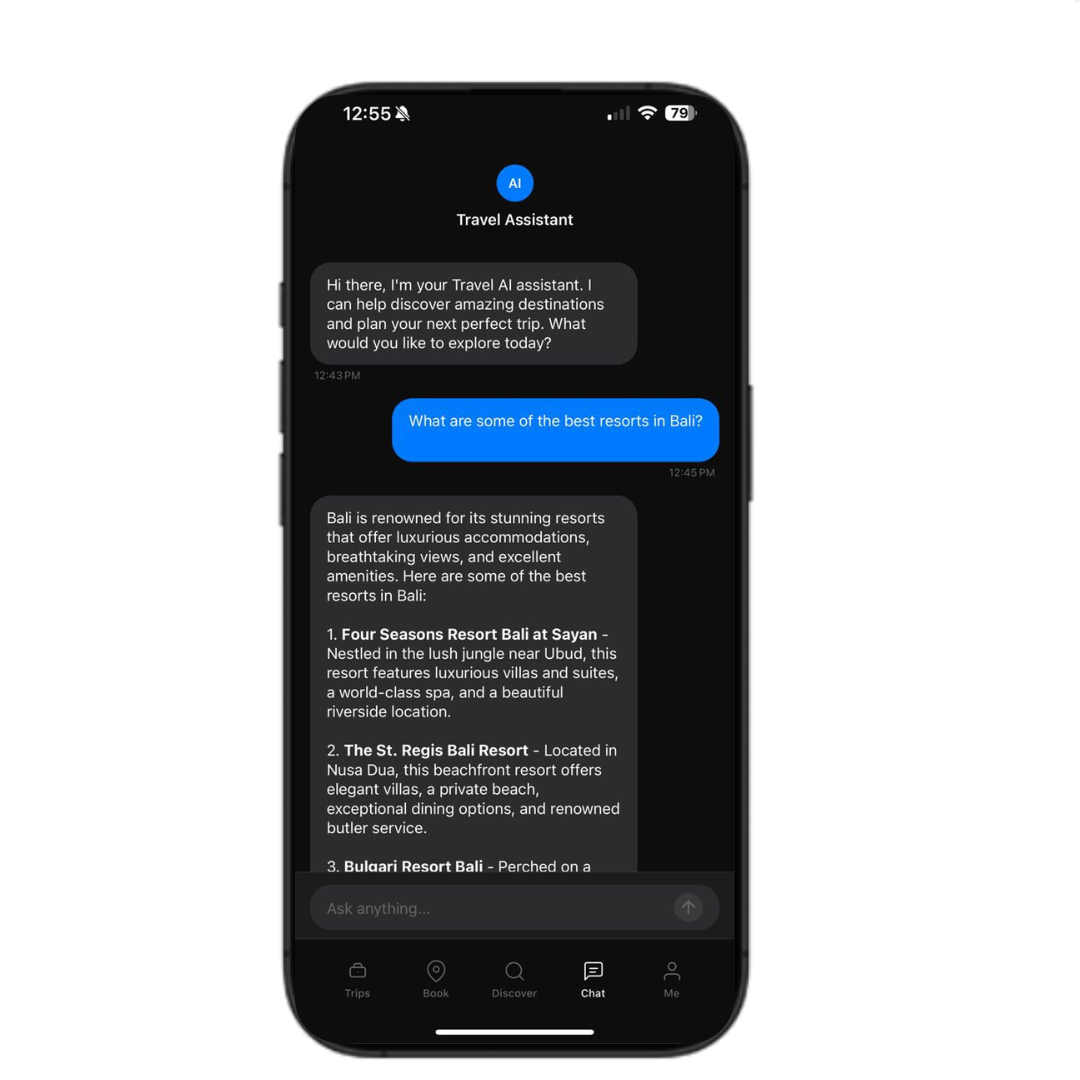 12:55
79
AI
Travel Assistant
Hi there, I'm your Travel AI assistant. I
can help discover amazing destinations
and plan your next perfect trip. What
would you like to explore today?
12:43 PM
What are some of the best resorts in Bali?
12:45 PM
Bali is renowned for its stunning resorts
that offer luxurious accommodations,
breathtaking views, and excellent
amenities. Here are some of the best
resorts in Bali:
1. Four Seasons Resort Bali at Sayan -
Nestled in the lush jungle near Ubud, this
resort features luxurious villas and suites,
a world-class spa, and a beautiful
riverside location.
2. The St. Regis Bali Resort - Located in
Nusa Dua, this beachfront resort offers
elegant villas, a private beach,
exceptional dining options, and renowned
butler service.
3. Bulgari Resort Bali - Perched on a
Ask anything...
Trips
Book
Discover
Chat
Me